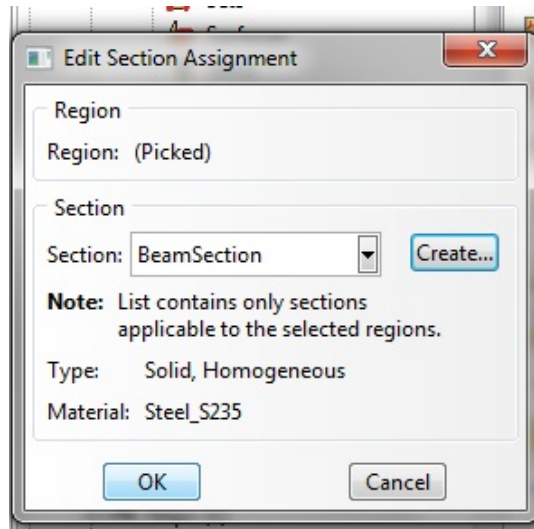 Edit Section Assignment
Region
Region: (Picked)
Section
Section: BeamSection
Create...
Note: List contains only sections
applicable to the selected regions.
Type: Solid, Homogeneous
Material: Steel_S235
OK
Cancel